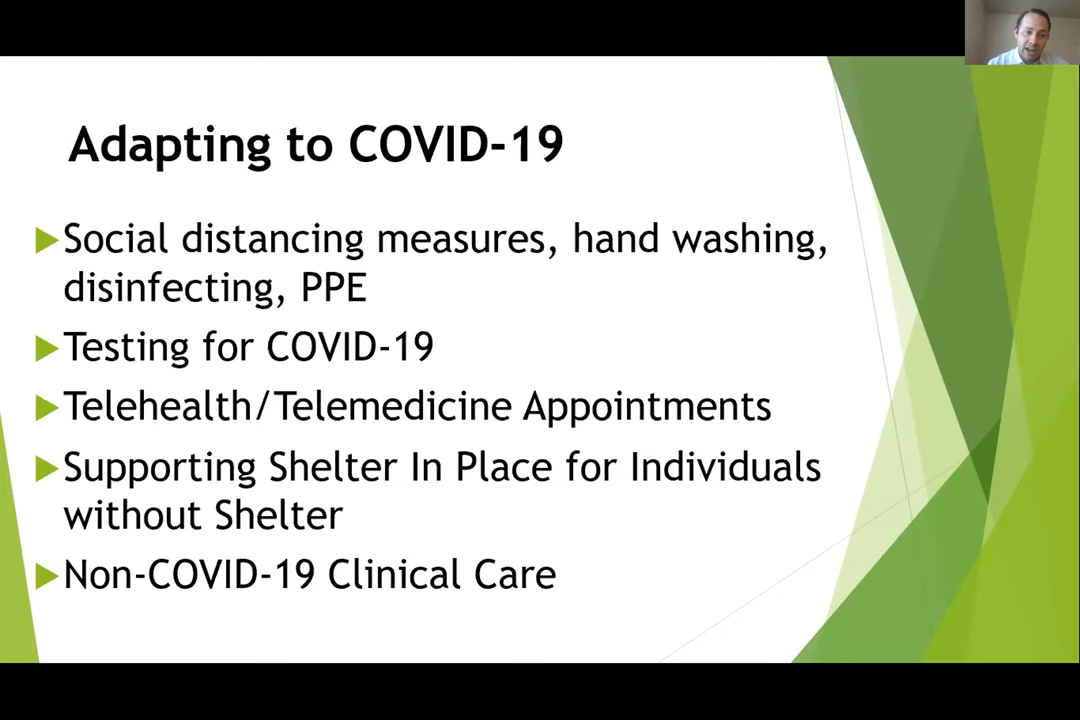 Adapting to COVID-19
Social distancing measures, hand washing,
disinfecting, PPE
Testing for COVID-19
Telehealth/Telemedicine Appointments
Supporting Shelter In Place for Individuals
without Shelter
Non-COVID-19 Clinical Care